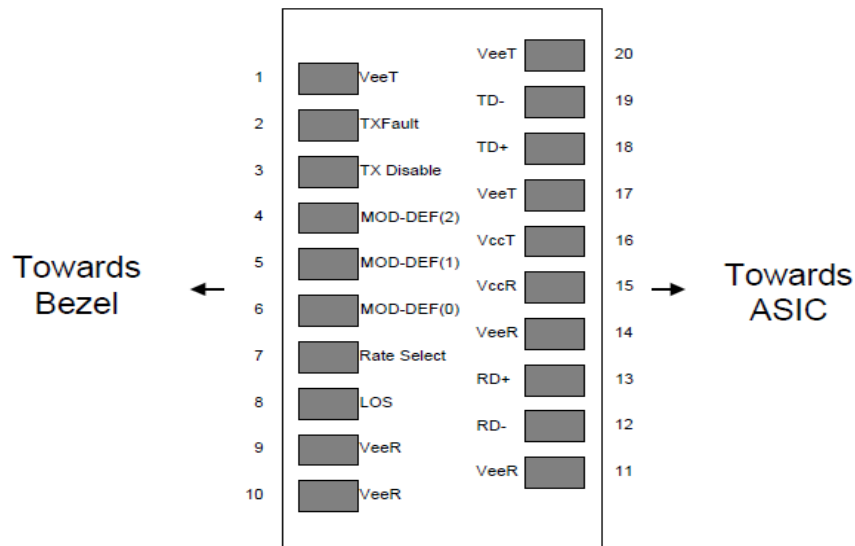 VeeT 20
1 VeeT
TD- 19
2 TXFault
TD+ 18
3 TX Disable
VeeT 17
4 MOD-DEF(2)
VccT 16
5 MOD-DEF(1)
Towards
Bezel
VccR 15
Towards
ASIC
6 MOD-DEF(0)
VeeR 14
7 Rate Select
RD+ 13
8 LOS
RD- 12
9 VeeR
VeeR 11
10 VeeR